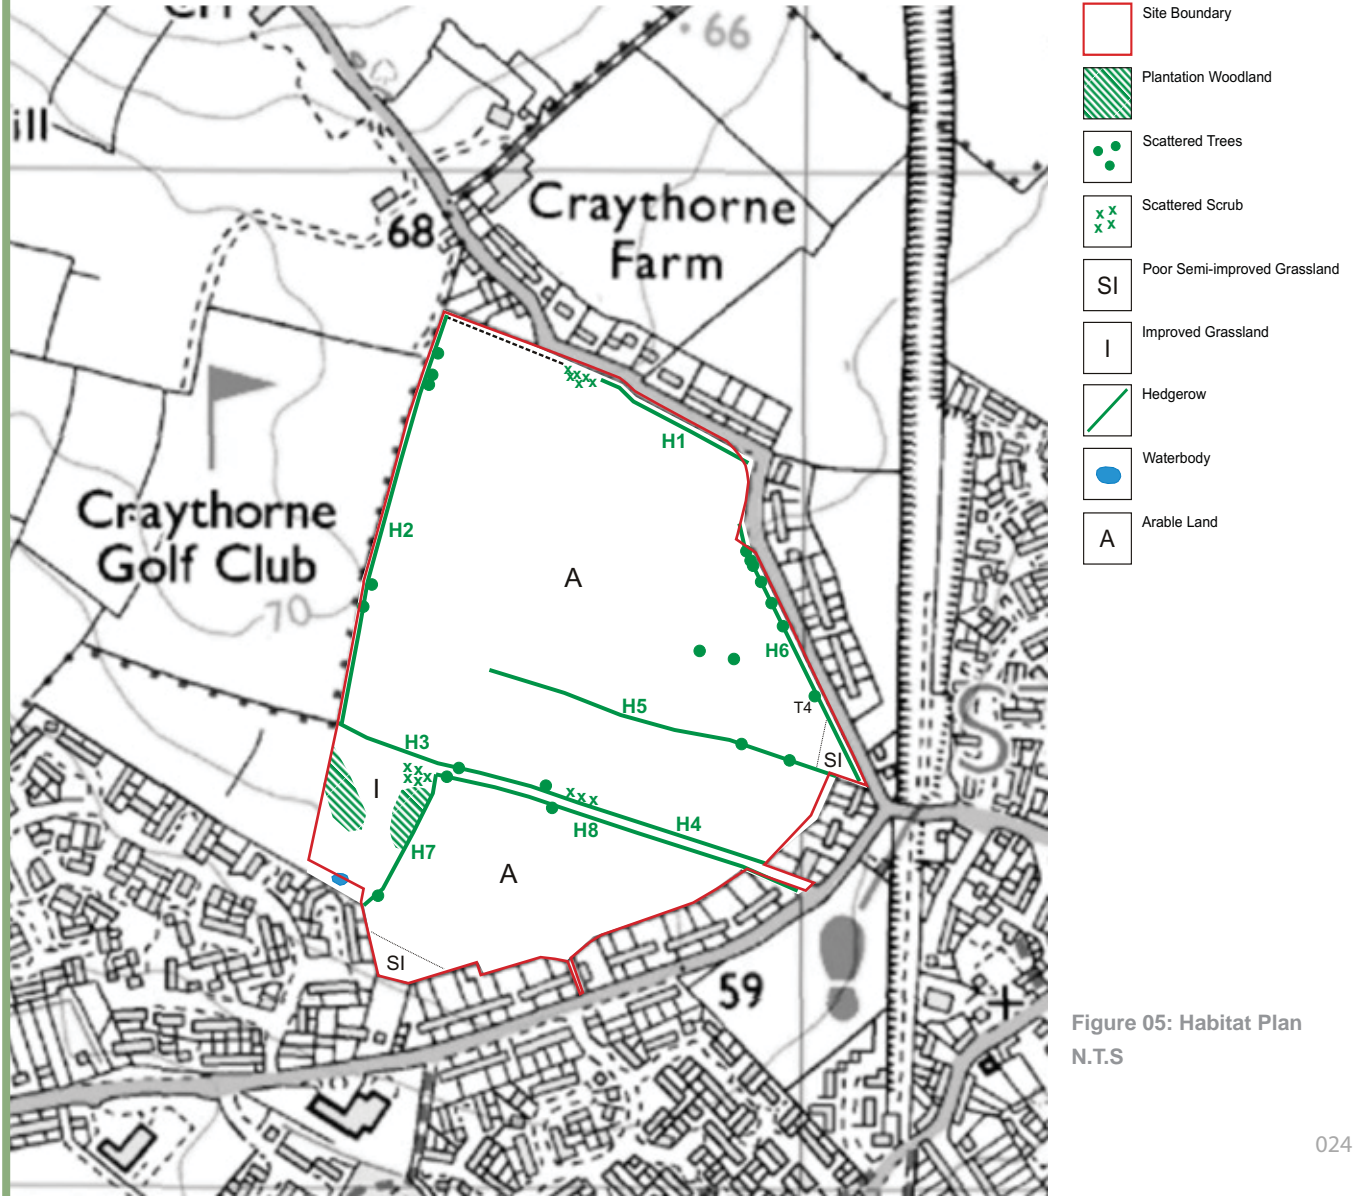 ill
66
68
Craythorne
Farm
H1
H2
Craythorne
Golf Club
70
A
H6
T4
H5
SI
H3
I
H4
H8
H7
A
SI
S
59
Site Boundary
Plantation Woodland
Scattered Trees
x x
x x
Scattered Scrub
SI
Poor Semi-improved Grassland
I
Improved Grassland
Hedgerow
Waterbody
A
Arable Land
Figure 05: Habitat Plan
N.T.S
024